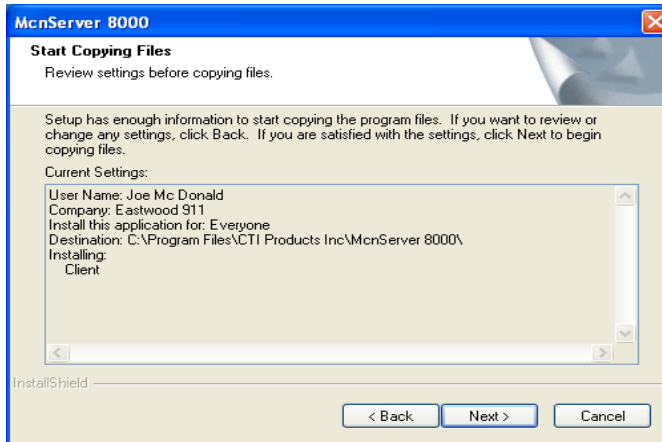 McnServer 8000
Start Copying Files
Review settings before copying files.
Setup has enough information to start copying the program files. If you want to review or
change any settings, click Back. If you are satisfied with the settings, click Next to begin
copying files.
Current Settings:
User Name: Joe Mc Donald
Company: Eastwood 911
Install this application for: Everyone
Destination: C:\Program Files\CTI Products Inc\McnServer 8000\
Installing:
Client
InstallShield
< Back Next > Cancel